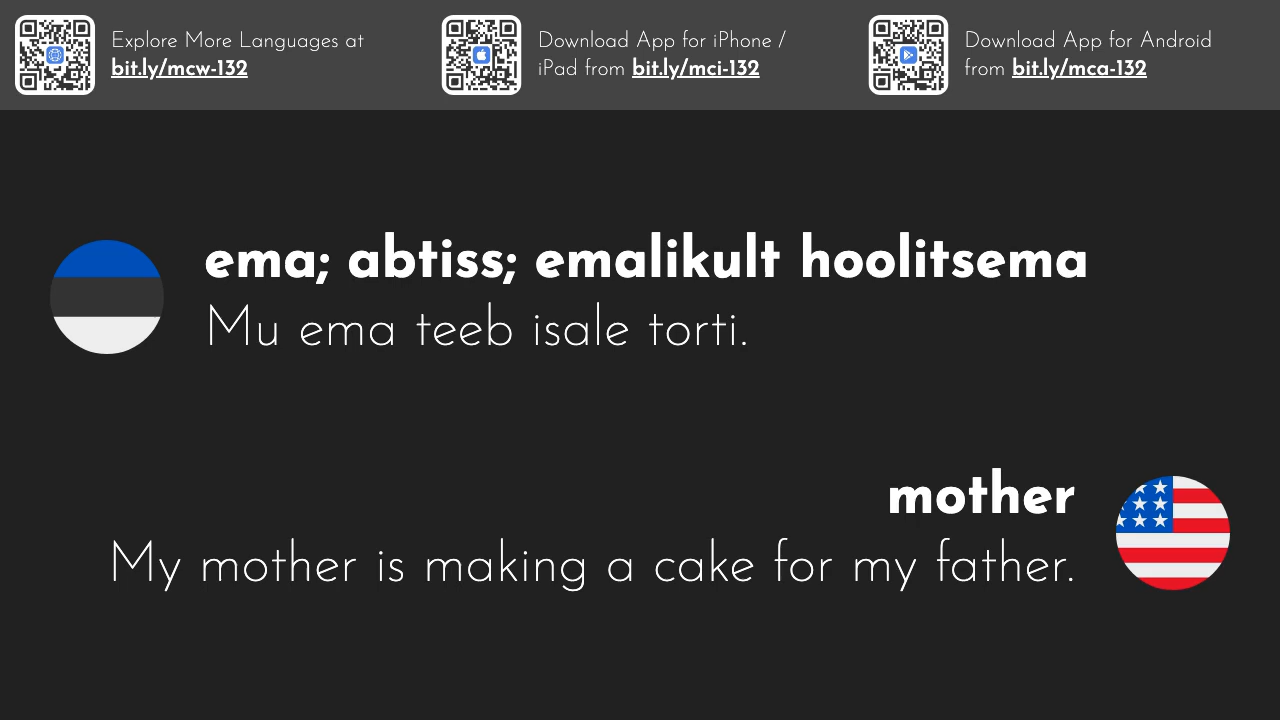 Explore More Languages at
bit.ly/mcw-132
Download App for iPhone /
iPad from bit.ly/mci-132
Download App for Android
from bit.ly/mca-132
ema; abtiss; emalikult hoolitsema
Mu ema teeb isale torti.
mother
My mother is making a cake for my father.